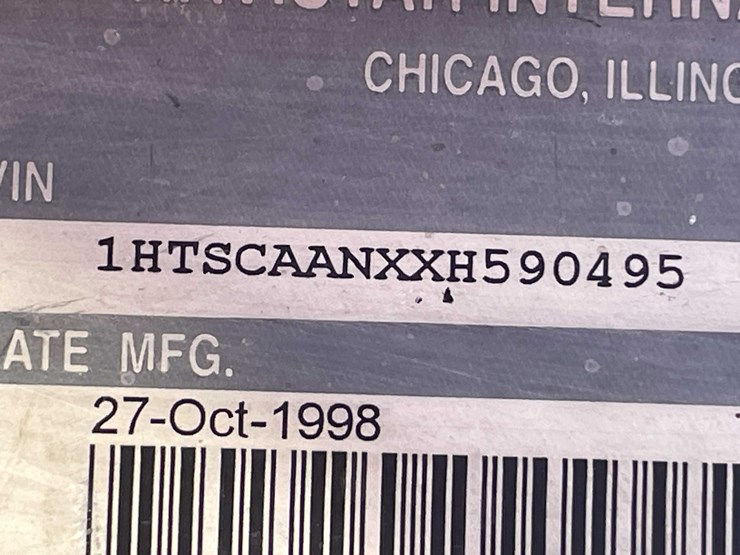 CHICAGO, ILLINO
VIN
1HTSCAANXXH590495
ATE MFG.
27-Oct-1998